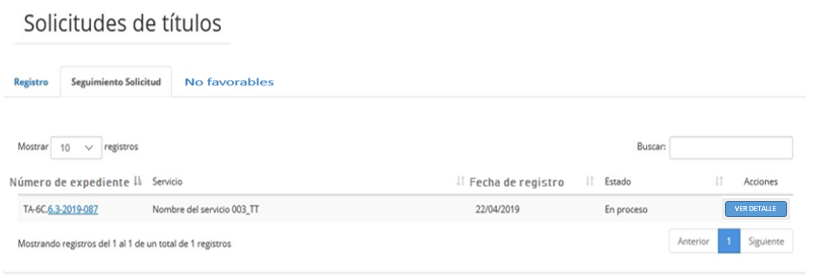 Solicitudes de títulos
Registro Seguimiento Solicitud No favorables
Mostrar 10 registros Buscar:
Número de expediente Servicio Fecha de registro Estado Acciones
TA-6C.6.3-2019-087 Nombre del servicio 003_TT 22/04/2019 En proceso VER DETALLE
Mostrando registros del 1 al 1 de un total de 1 registros Anterior 1 Siguiente